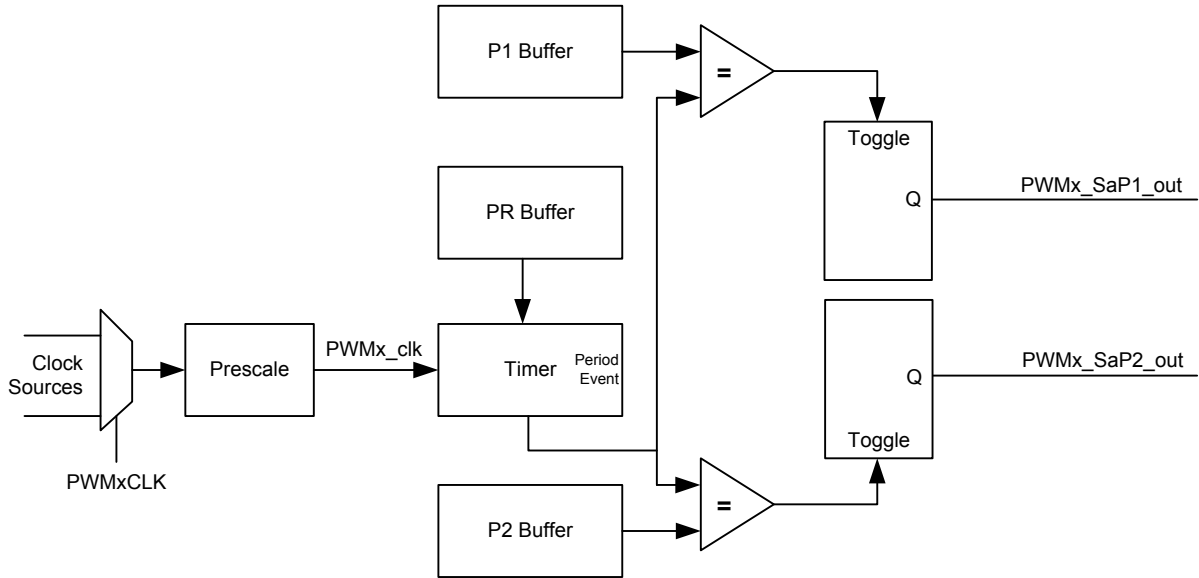 P1 Buffer
=
Toggle
Q
PWMx_SaP1_out
PR Buffer
Clock
Sources
PWMxCLK
Prescale
PWMx_clk
Timer
Period
Event
Q
Toggle
PWMx_SaP2_out
P2 Buffer
=